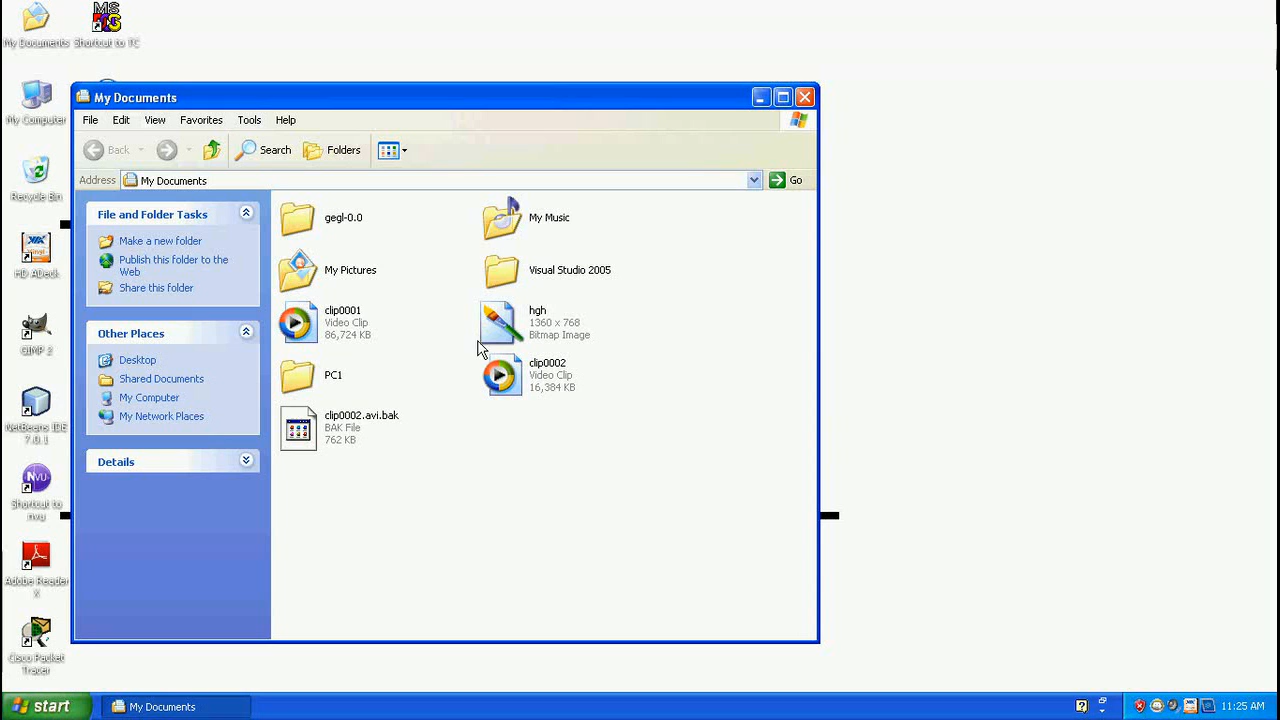 My Documents
Shortcut to TC
My Computer
Recycle Bin
HD ADeck
GIMP 2
NetBeans IDE
7.0.1
Shortcut to
nvu
Adobe Reader
X
Cisco Packet
Tracer
My Documents
File Edit View Favorites Tools Help
Back Search Folders
Address My Documents Go
File and Folder Tasks
Make a new folder
Publish this folder to the
Web
Share this folder
Other Places
Desktop
Shared Documents
My Computer
My Network Places
Details
gegl-0.0
My Music
My Pictures
Visual Studio 2005
clip0001
Video Clip
86,724 KB
hgh
1360 x 768
Bitmap Image
PC1
clip0002
Video Clip
16,384 KB
clip0002.avi.bak
BAK File
762 KB
start
My Documents
11:25 AM